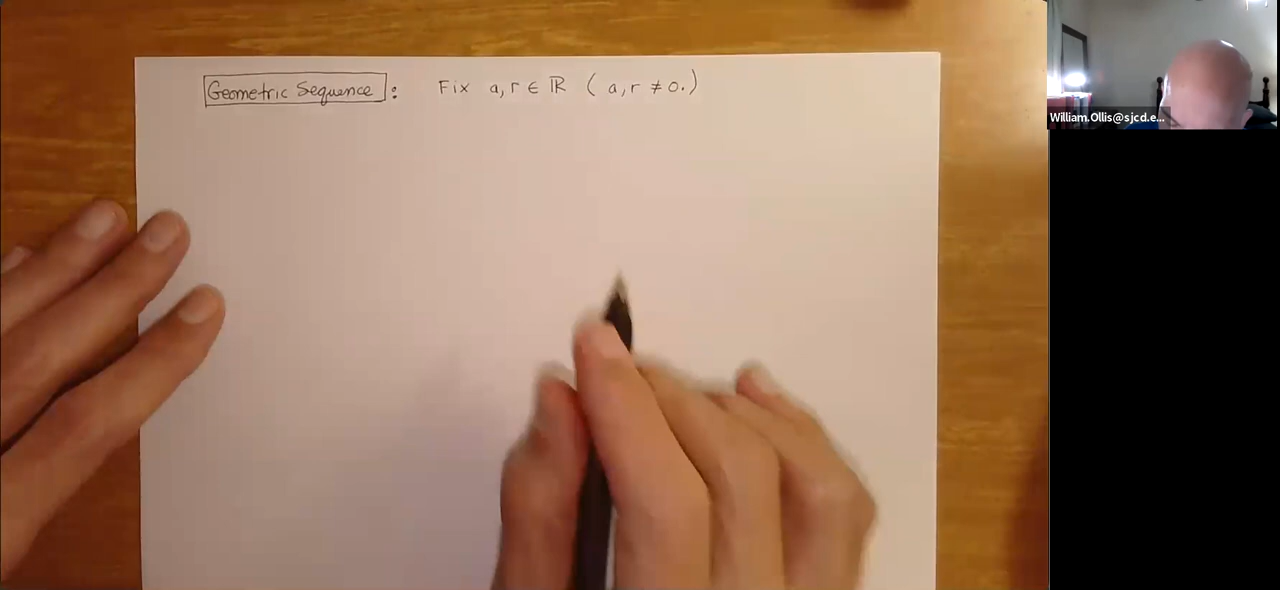 Geometric Sequence : Fix a, r ∈ ℝ ( a, r ≠ 0. )
William.Ollis@sjcd.e...